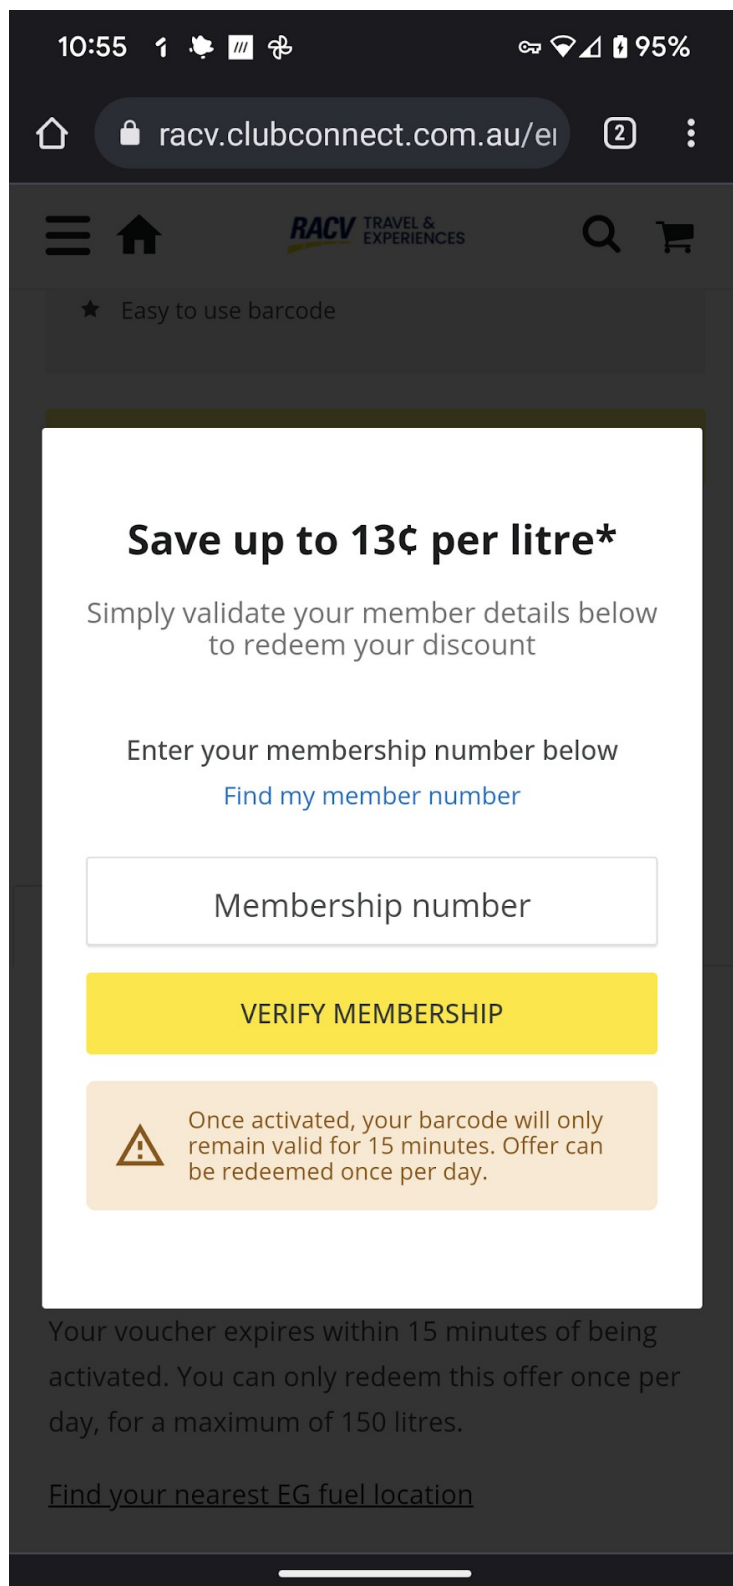 10:55
95%
racv.clubconnect.com.au/e
2
RACV TRAVEL &
EXPERIENCES
Easy to use barcode
Save up to 13¢ per litre*
Simply validate your member details below
to redeem your discount
Enter your membership number below
Find my member number
Membership number
VERIFY MEMBERSHIP
Once activated, your barcode will only
remain valid for 15 minutes. Offer can
be redeemed once per day.
Your voucher expires within 15 minutes of being
activated. You can only redeem this offer once per
day, for a maximum of 150 litres.
Find your nearest EG fuel location